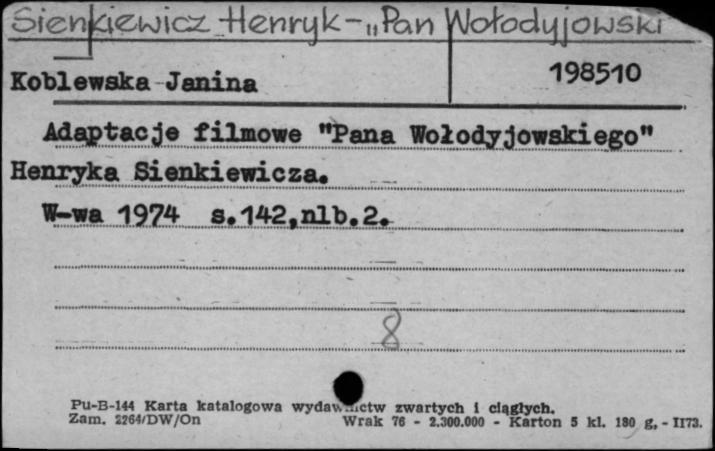 Sienkiewicz Henryk - „Pan Wołodyjowski
Koblewska Janina
198510
Adaptacje filmowe "Pana Wołodyjowskiego"
Henryka Sienkiewicza.
W-wa 1974 s.142,nlb.2.
8
Pu-B-144 Karta katalogowa wydawnictw zwartych i ciągłych.
Zam. 2264/DW/On Wrak 76 - 2.300.000 - Karton 5 kl. 180 g, - II73.